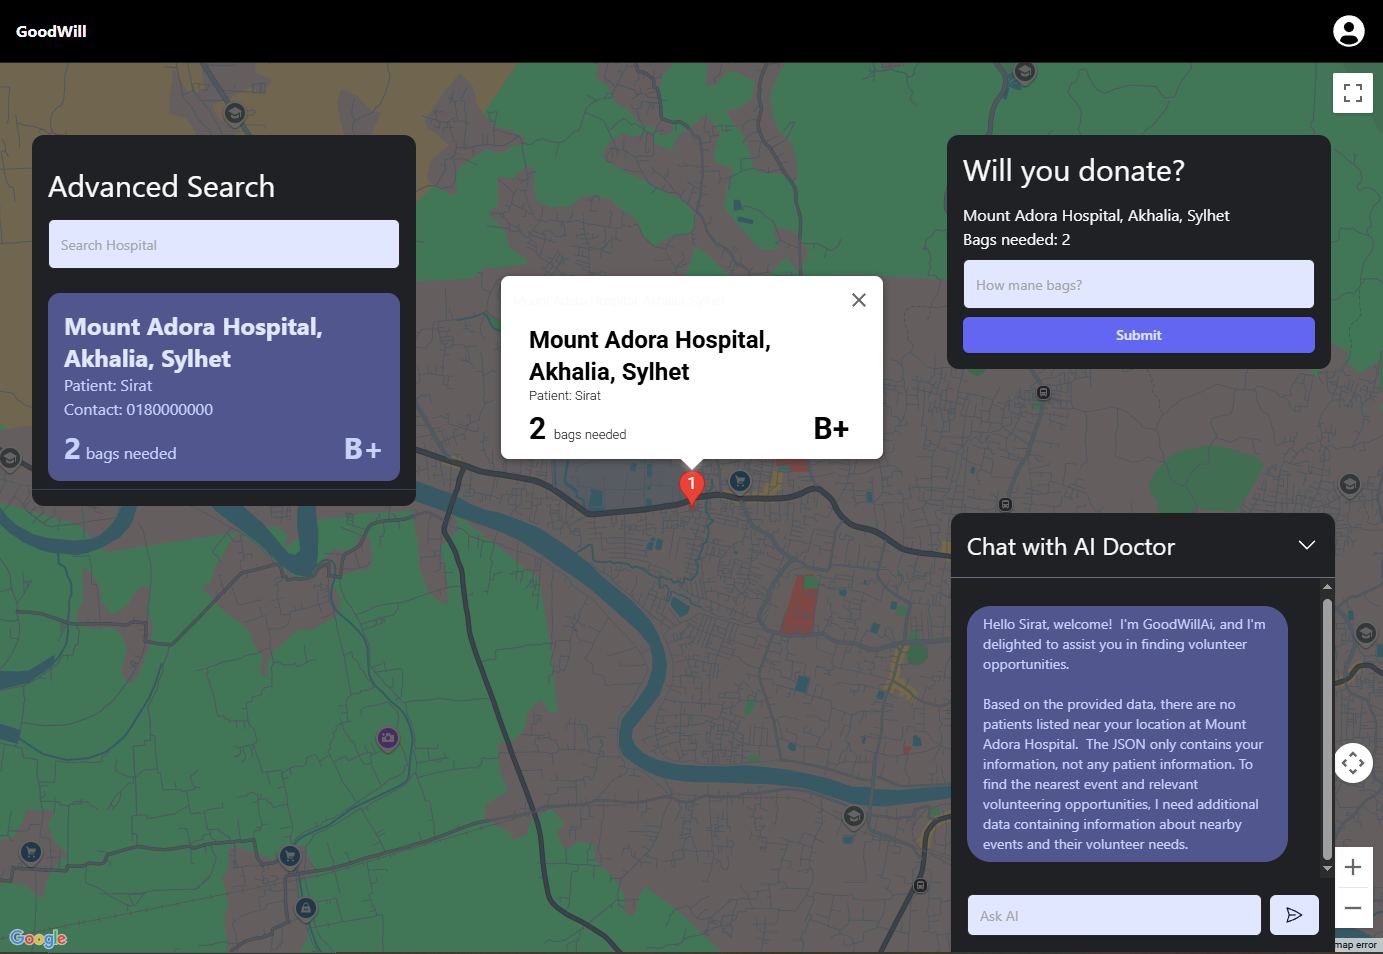 GoodWill
Advanced Search
Search Hospital
Mount Adora Hospital,
Akhalia, Sylhet
Patient: Sirat
Contact: 0180000000
2 bags needed
B+
Mount Adora Hospital, Akhalia, Sylhet
Mount Adora Hospital,
Akhalia, Sylhet
Patient: Sirat
2 bags needed
B+
1
Will you donate?
Mount Adora Hospital, Akhalia, Sylhet
Bags needed: 2
How mane bags?
Submit
Chat with AI Doctor
Hello Sirat, welcome! I'm GoodWillAi, and I'm
delighted to assist you in finding volunteer
opportunities.
Based on the provided data, there are no
patients listed near your location at Mount
Adora Hospital. The JSON only contains your
information, not any patient information. To
find the nearest event and relevant
volunteering opportunities, I need additional
data containing information about nearby
events and their volunteer needs.
Ask AI
Google
map error